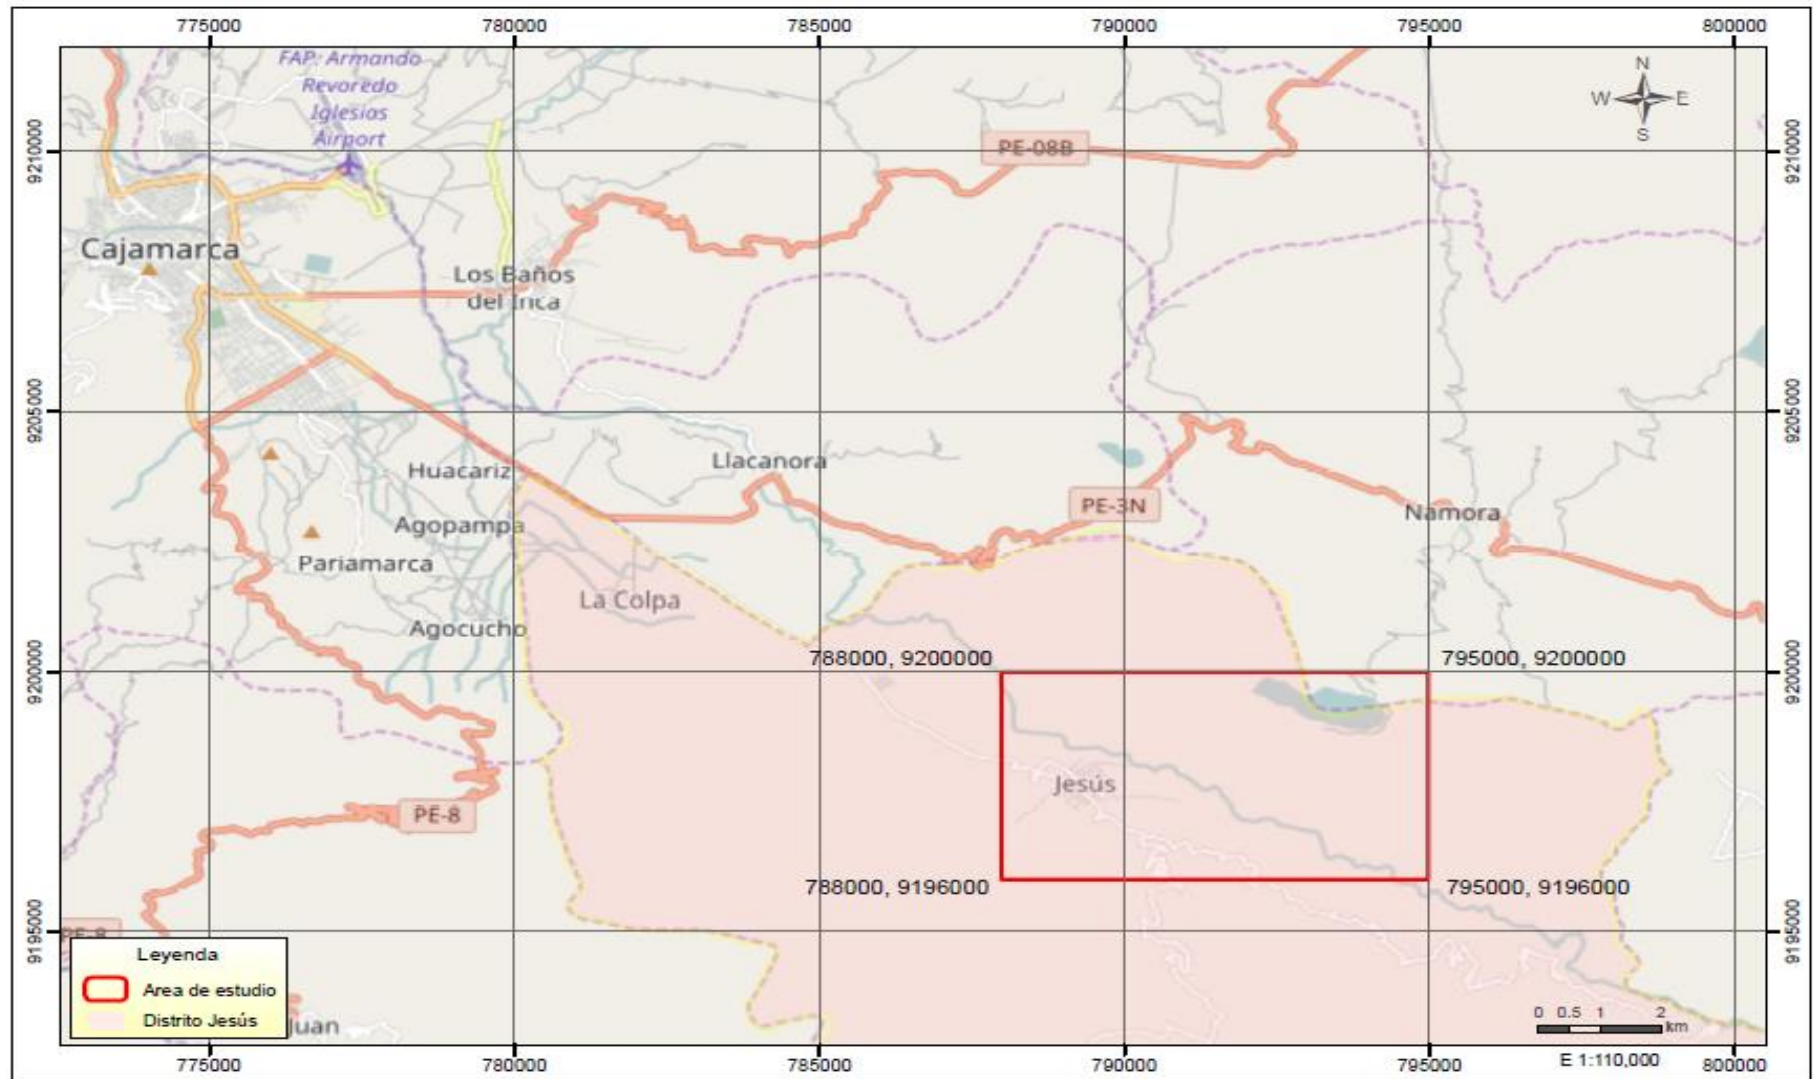 775000 780000 785000 790000 795000 800000
FAP: Armando
Revoredo
Iglesias
Airport
N
W E
S
9210000 9210000
PE-08B
Cajamarca
Los Baños
del Inca
9205000 9205000
Huacariz
Llacanora
Agopampa
PE-3N
Namora
Pariamarca
La Colpa
Agocucho
788000, 9200000 795000, 9200000
9200000 9200000
Jesús
PE-8
788000, 9196000 795000, 9196000
9195000 9195000
PE-8
Leyenda
Area de estudio
Distrito Jesús
Juan
0 0.5 1 2
km
E 1:110,000
775000 780000 785000 790000 795000 800000